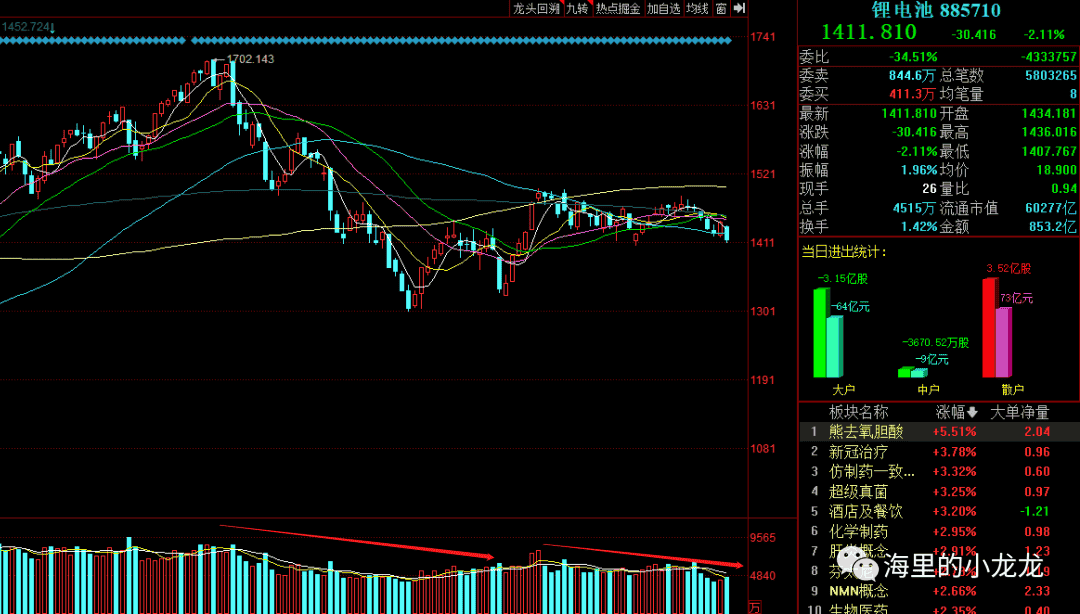 龙头回溯 九转 热点掘金 加自选 均线 窗
1452.724↓
1702.143
1741
1631
1521
1411
1301
1191
1081
9565
4840
万
锂电池 885710
1411.810 -30.416 -2.11%
委比 -34.51% -4333757
委卖 844.6万 总笔数 5803265
委买 411.3万 均笔量 8
最新 1411.810 开盘 1434.181
涨跌 -30.416 最高 1436.016
涨幅 -2.11% 最低 1407.767
振幅 1.96% 均价 18.900
现手 26 量比 0.94
总手 4515万 流通市值 60277亿
换手 1.42% 金额 853.2亿
当日进出统计:
-3.15亿股
-64亿元
-3670.52万股
-9亿元
3.52亿股
73亿元
大户 中户 散户
板块名称 涨幅 大单净量
1 熊去氧胆酸 +5.51% 2.04
2 新冠治疗 +3.78% 0.96
3 仿制药一致... +3.32% 0.60
4 超级真菌 +3.25% 0.97
5 酒店及餐饮 +3.20% -1.21
6 化学制药 +2.95% 0.98
7 概念 +2.91% 1.23
8
9 NMN概念 +2.66% 2.33
10 生物医药 +2.35% 0.40
海里的小龙龙